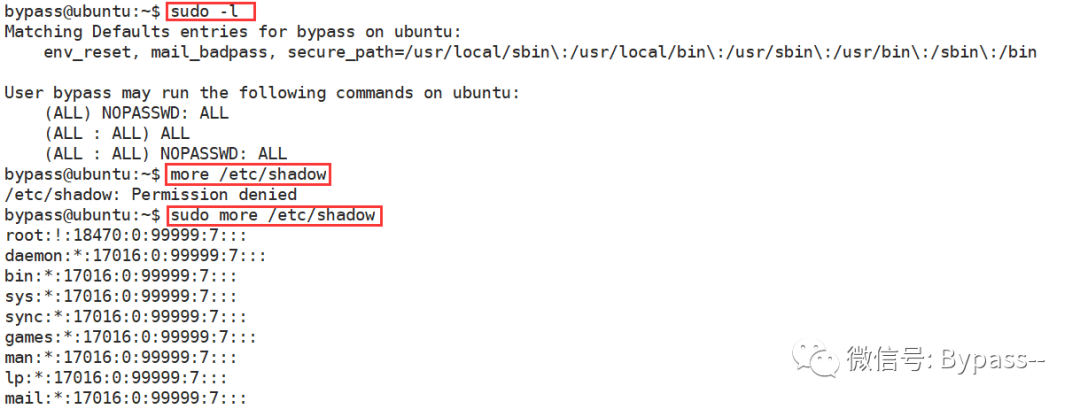 bypass@ubuntu:~$ sudo -l
Matching Defaults entries for bypass on ubuntu:
    env_reset, mail_badpass, secure_path=/usr/local/sbin\:/usr/local/bin\:/usr/sbin\:/usr/bin\:/sbin\:/bin
User bypass may run the following commands on ubuntu:
    (ALL) NOPASSWD: ALL
    (ALL : ALL) ALL
    (ALL : ALL) NOPASSWD: ALL
bypass@ubuntu:~$ more /etc/shadow
/etc/shadow: Permission denied
bypass@ubuntu:~$ sudo more /etc/shadow
root:!:18470:0:99999:7:::
daemon:*:17016:0:99999:7:::
bin:*:17016:0:99999:7:::
sys:*:17016:0:99999:7:::
sync:*:17016:0:99999:7:::
games:*:17016:0:99999:7:::
man:*:17016:0:99999:7:::
lp:*:17016:0:99999:7:::
mail:*:17016:0:99999:7:::
微信号: Bypass--